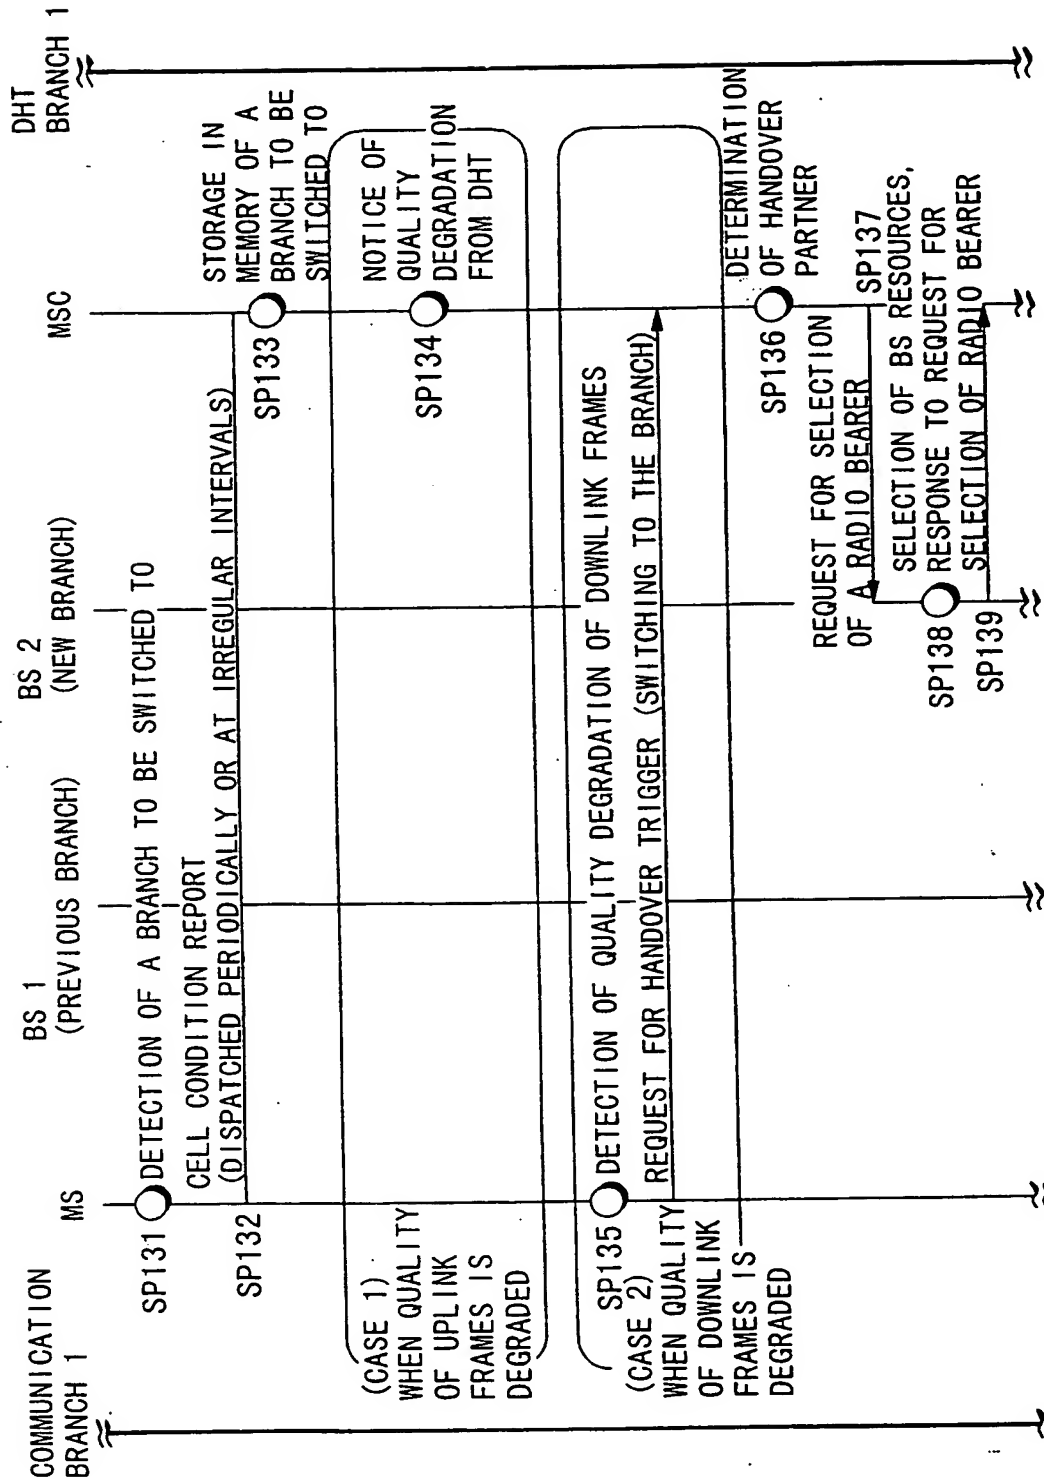 COMMUNICATION
BRANCH 1
MS
BS 1
(PREVIOUS BRANCH)
BS 2
(NEW BRANCH)
MSC
DHT
BRANCH 1
SP131
DETECTION OF A BRANCH TO BE SWITCHED TO
CELL CONDITION REPORT
(DISPATCHED PERIODICALLY OR AT IRREGULAR INTERVALS)
SP132
SP133
STORAGE IN
MEMORY OF A
BRANCH TO BE
SWITCHED TO
(CASE 1)
WHEN QUALITY
OF UPLINK
FRAMES IS
DEGRADED
SP134
NOTICE OF
QUALITY
DEGRADATION
FROM DHT
SP135
DETECTION OF QUALITY DEGRADATION OF DOWNLINK FRAMES
(CASE 2)
WHEN QUALITY
OF DOWNLINK
FRAMES IS
DEGRADED
REQUEST FOR HANDOVER TRIGGER (SWITCHING TO THE BRANCH)
SP136
DETERMINATION
OF HANDOVER
PARTNER
REQUEST FOR SELECTION
OF A RADIO BEARER
SP137
SP138
SELECTION OF BS RESOURCES,
RESPONSE TO REQUEST FOR
SELECTION OF RADIO BEARER
SP139